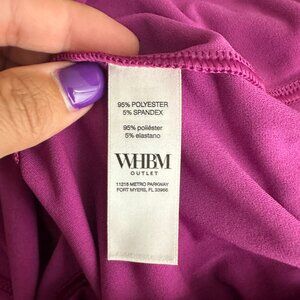 95% POLYESTER
5% SPANDEX
95% poliéster
5% elastano
WHBM
OUTLET
11215 METRO PARKWAY
FORT MYERS, FL 33966